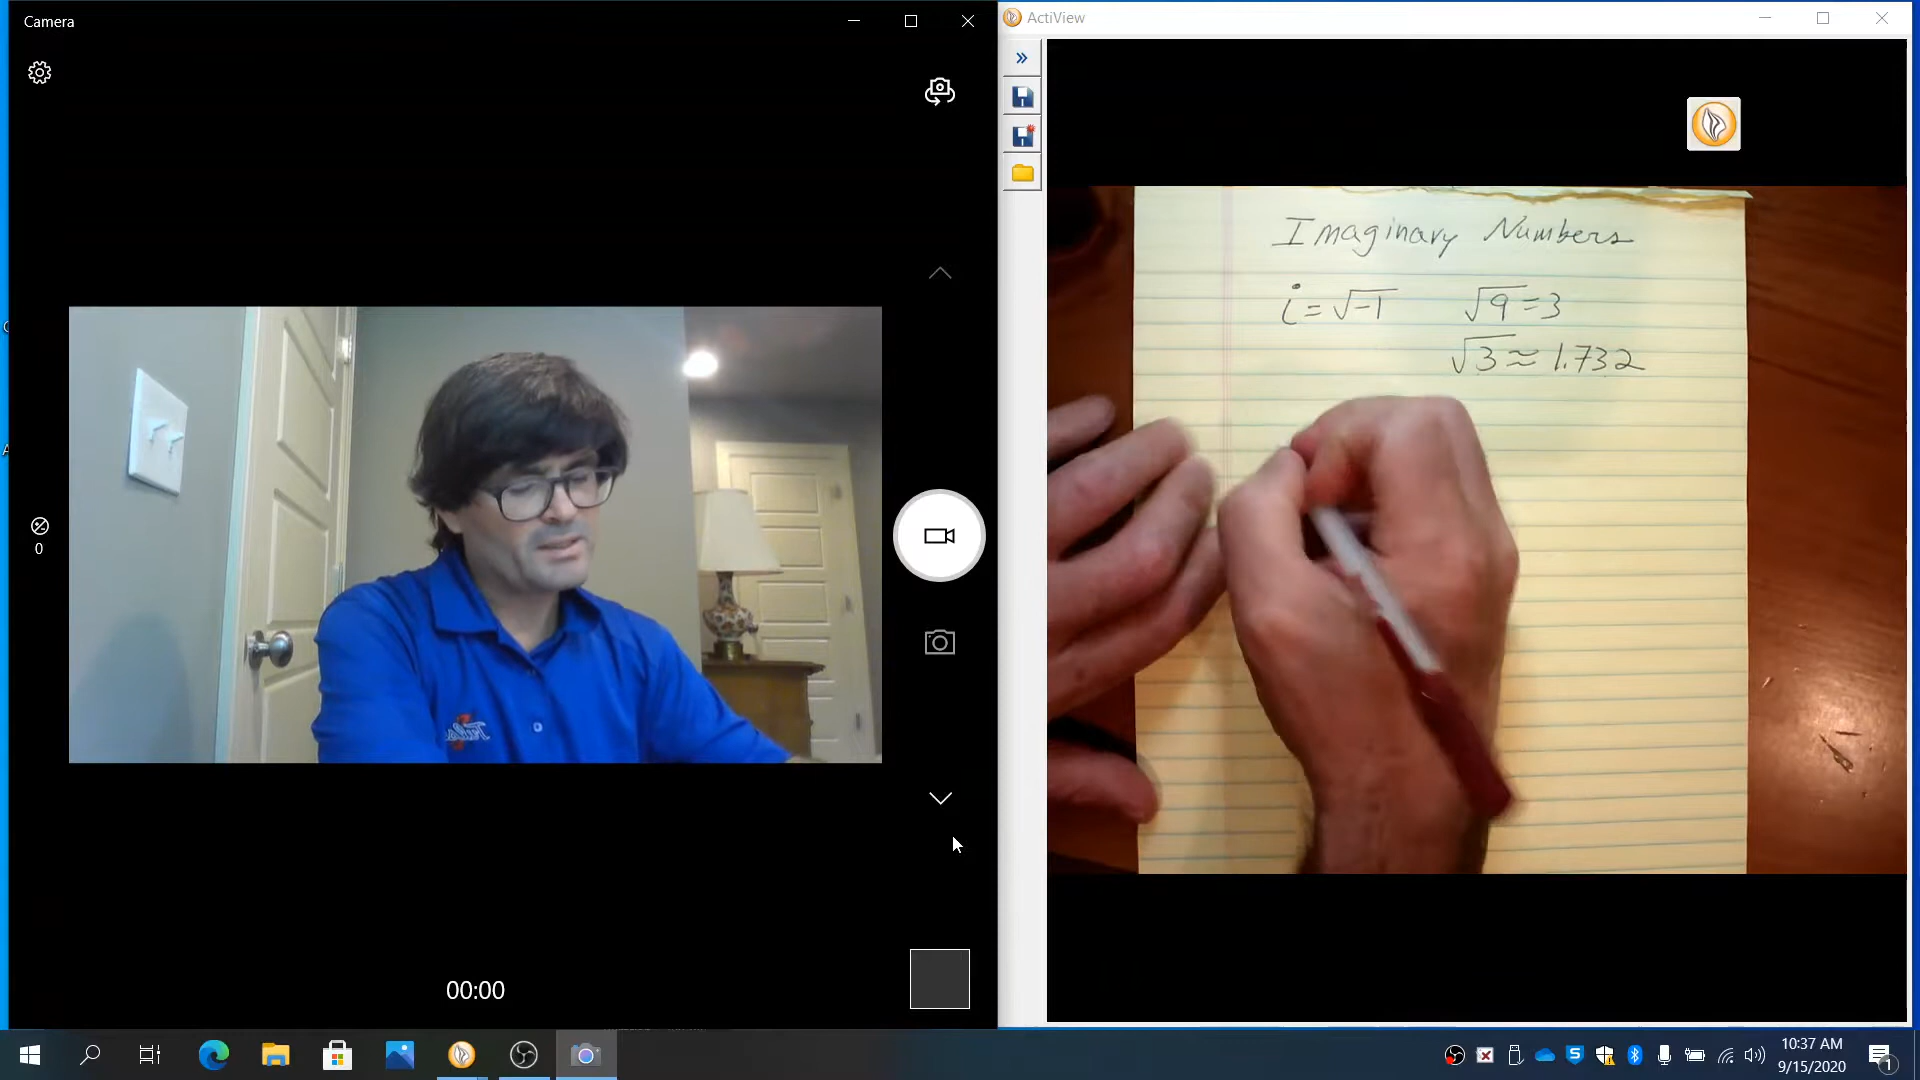 Camera
ActiView
Imaginary Numbers
i = √-1 √9 = 3
√3 ≈ 1.732
0
00:00
10:37 AM
9/15/2020
1